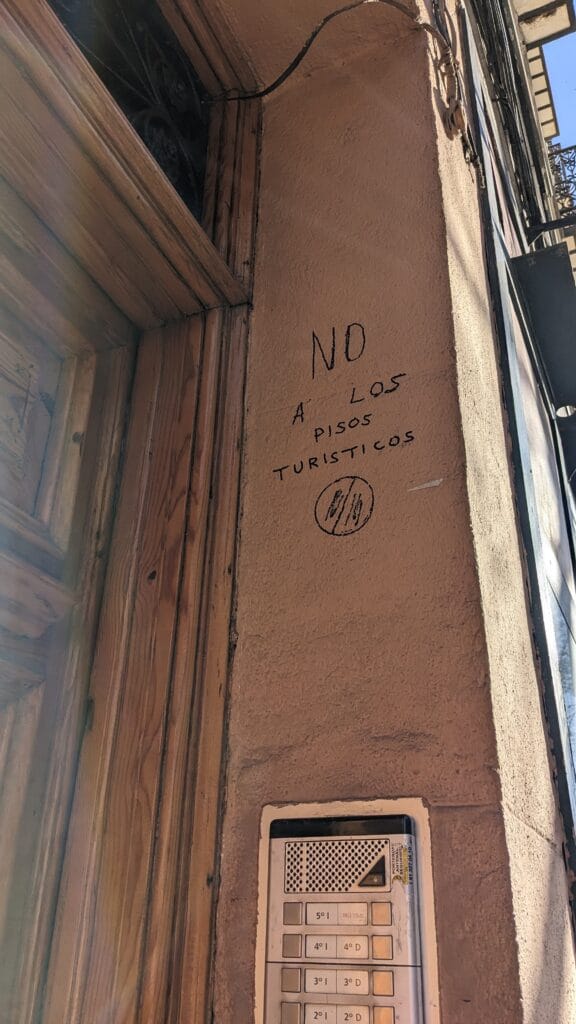 NO
A LOS
PISOS
TURISTICOS
5º I
4º I 4º D
3º I 3º D
2º I 2º D